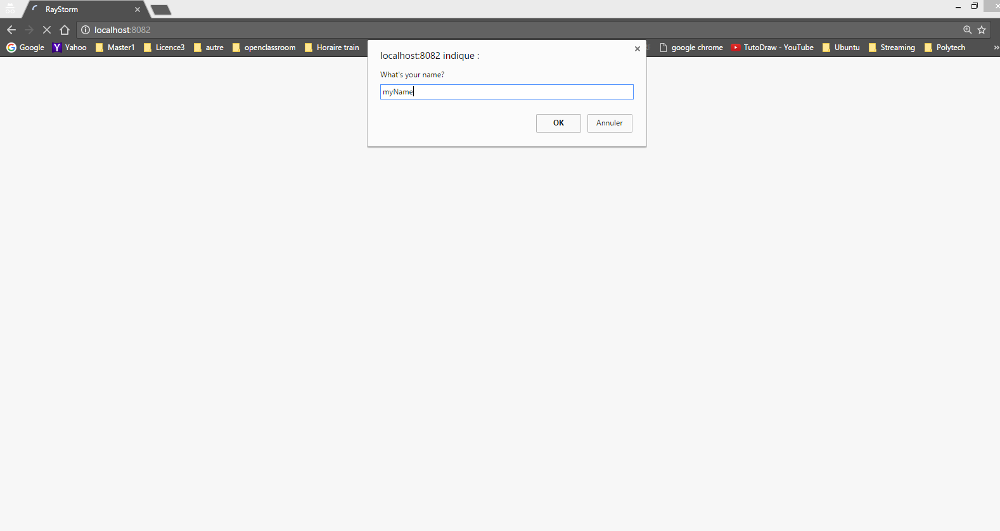 RayStorm
localhost:8082
Google Yahoo Master1 Licence3 autre openclassroom Horaire train google chrome TutoDraw - YouTube Ubuntu Streaming Polytech »
localhost:8082 indique :
What's your name?
myName
OK Annuler